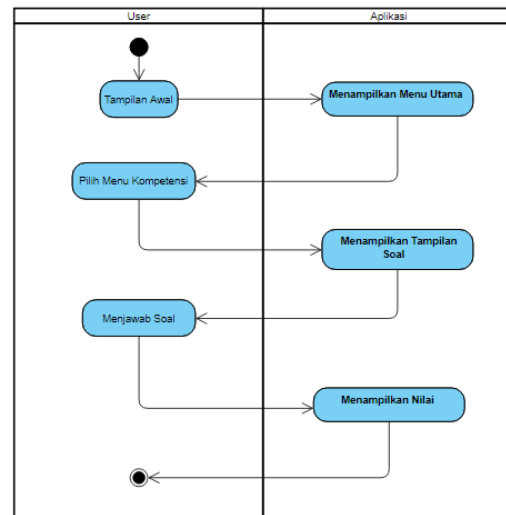 User
Aplikasi
Tampilan Awal
Menampilkan Menu Utama
Pilih Menu Kompetensi
Menampilkan Tampilan
Soal
Menjawab Soal
Menampilkan Nilai